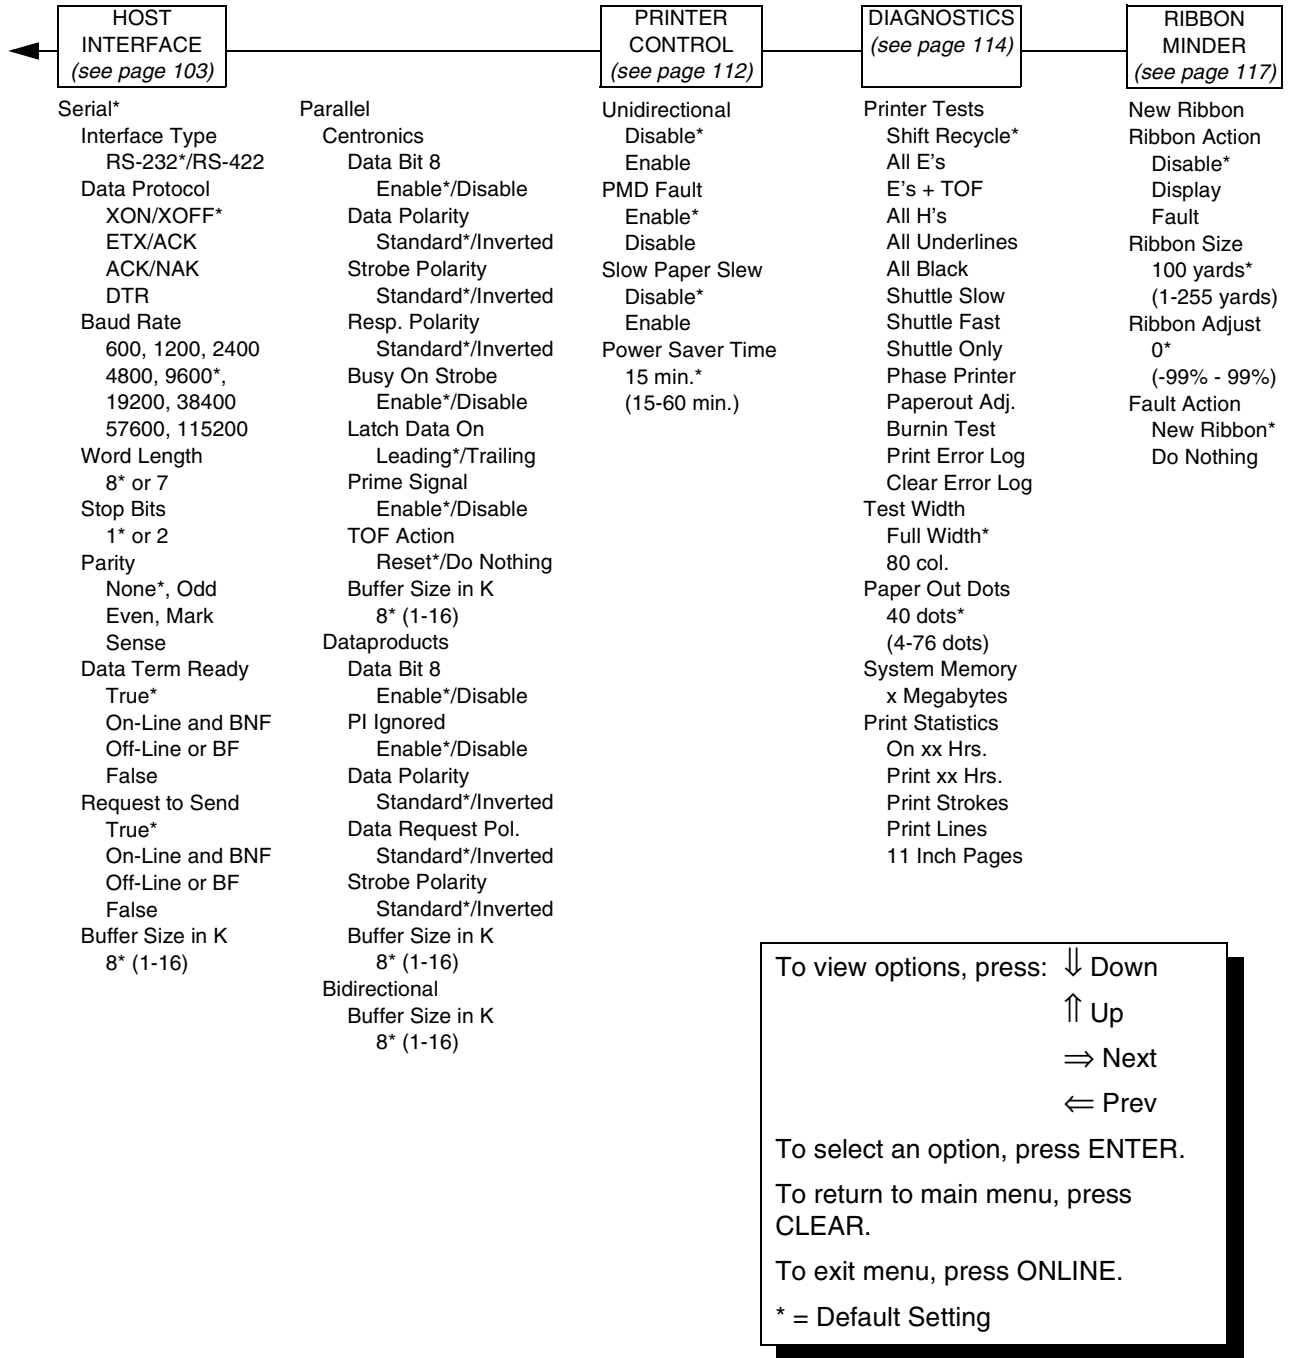 HOST
INTERFACE
(see page 103)
PRINTER
CONTROL
(see page 112)
DIAGNOSTICS
(see page 114)
RIBBON
MINDER
(see page 117)
Serial*
Interface Type
RS-232*/RS-422
Data Protocol
XON/XOFF*
ETX/ACK
ACK/NAK
DTR
Baud Rate
600, 1200, 2400
4800, 9600*,
19200, 38400
57600, 115200
Word Length
8* or 7
Stop Bits
1* or 2
Parity
None*, Odd
Even, Mark
Sense
Data Term Ready
True*
On-Line and BNF
Off-Line or BF
False
Request to Send
True*
On-Line and BNF
Off-Line or BF
False
Buffer Size in K
8* (1-16)
Parallel
Centronics
Data Bit 8
Enable*/Disable
Data Polarity
Standard*/Inverted
Strobe Polarity
Standard*/Inverted
Resp. Polarity
Standard*/Inverted
Busy On Strobe
Enable*/Disable
Latch Data On
Leading*/Trailing
Prime Signal
Enable*/Disable
TOF Action
Reset*/Do Nothing
Buffer Size in K
8* (1-16)
Dataproducts
Data Bit 8
Enable*/Disable
PI Ignored
Enable*/Disable
Data Polarity
Standard*/Inverted
Data Request Pol.
Standard*/Inverted
Strobe Polarity
Standard*/Inverted
Buffer Size in K
8* (1-16)
Bidirectional
Buffer Size in K
8* (1-16)
Unidirectional
Disable*
Enable
PMD Fault
Enable*
Disable
Slow Paper Slew
Disable*
Enable
Power Saver Time
15 min.*
(15-60 min.)
Printer Tests
Shift Recycle*
All E's
E's + TOF
All H's
All Underlines
All Black
Shuttle Slow
Shuttle Fast
Shuttle Only
Phase Printer
Paperout Adj.
Burnin Test
Print Error Log
Clear Error Log
Test Width
Full Width*
80 col.
Paper Out Dots
40 dots*
(4-76 dots)
System Memory
x Megabytes
Print Statistics
On xx Hrs.
Print xx Hrs.
Print Strokes
Print Lines
11 Inch Pages
New Ribbon
Ribbon Action
Disable*
Display
Fault
Ribbon Size
100 yards*
(1-255 yards)
Ribbon Adjust
0*
(-99% - 99%)
Fault Action
New Ribbon*
Do Nothing
To view options, press: ⇓ Down
⇑ Up
⇒ Next
⇐ Prev
To select an option, press ENTER.
To return to main menu, press
CLEAR.
To exit menu, press ONLINE.
* = Default Setting